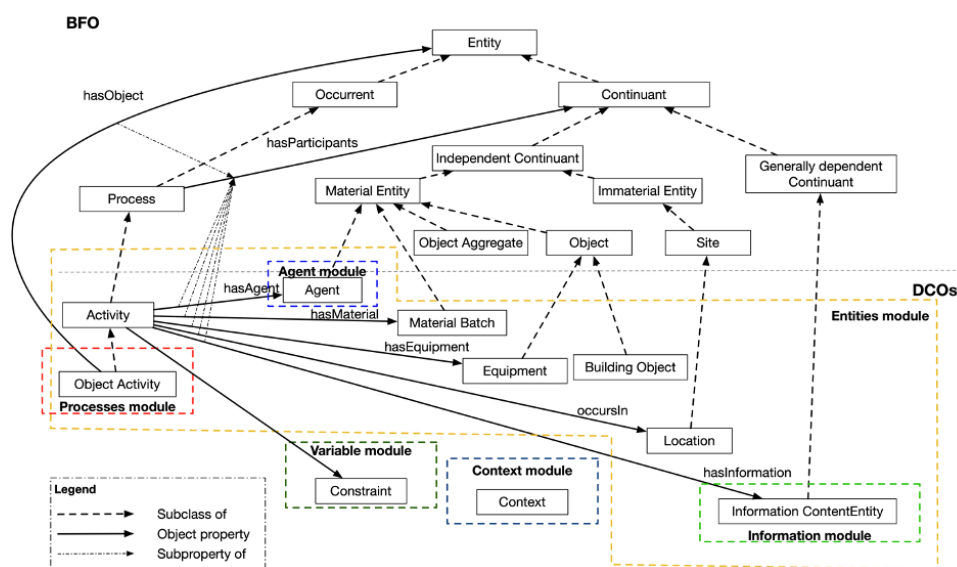 BFO
Entity
hasObject
Occurrent
Continuant
hasParticipants
Independent Continuant
Generally dependent
Continuant
Process
Material Entity
Immaterial Entity
Object Aggregate
Object
Site
Agent module
hasAgent
Agent
DCOs
Activity
hasMaterial
Material Batch
Entities module
hasEquipment
Equipment
Building Object
Object Activity
Processes module
occursIn
Location
Variable module
Constraint
Context module
Context
hasInformation
Information ContentEntity
Information module
Legend
Subclass of
Object property
Subproperty of